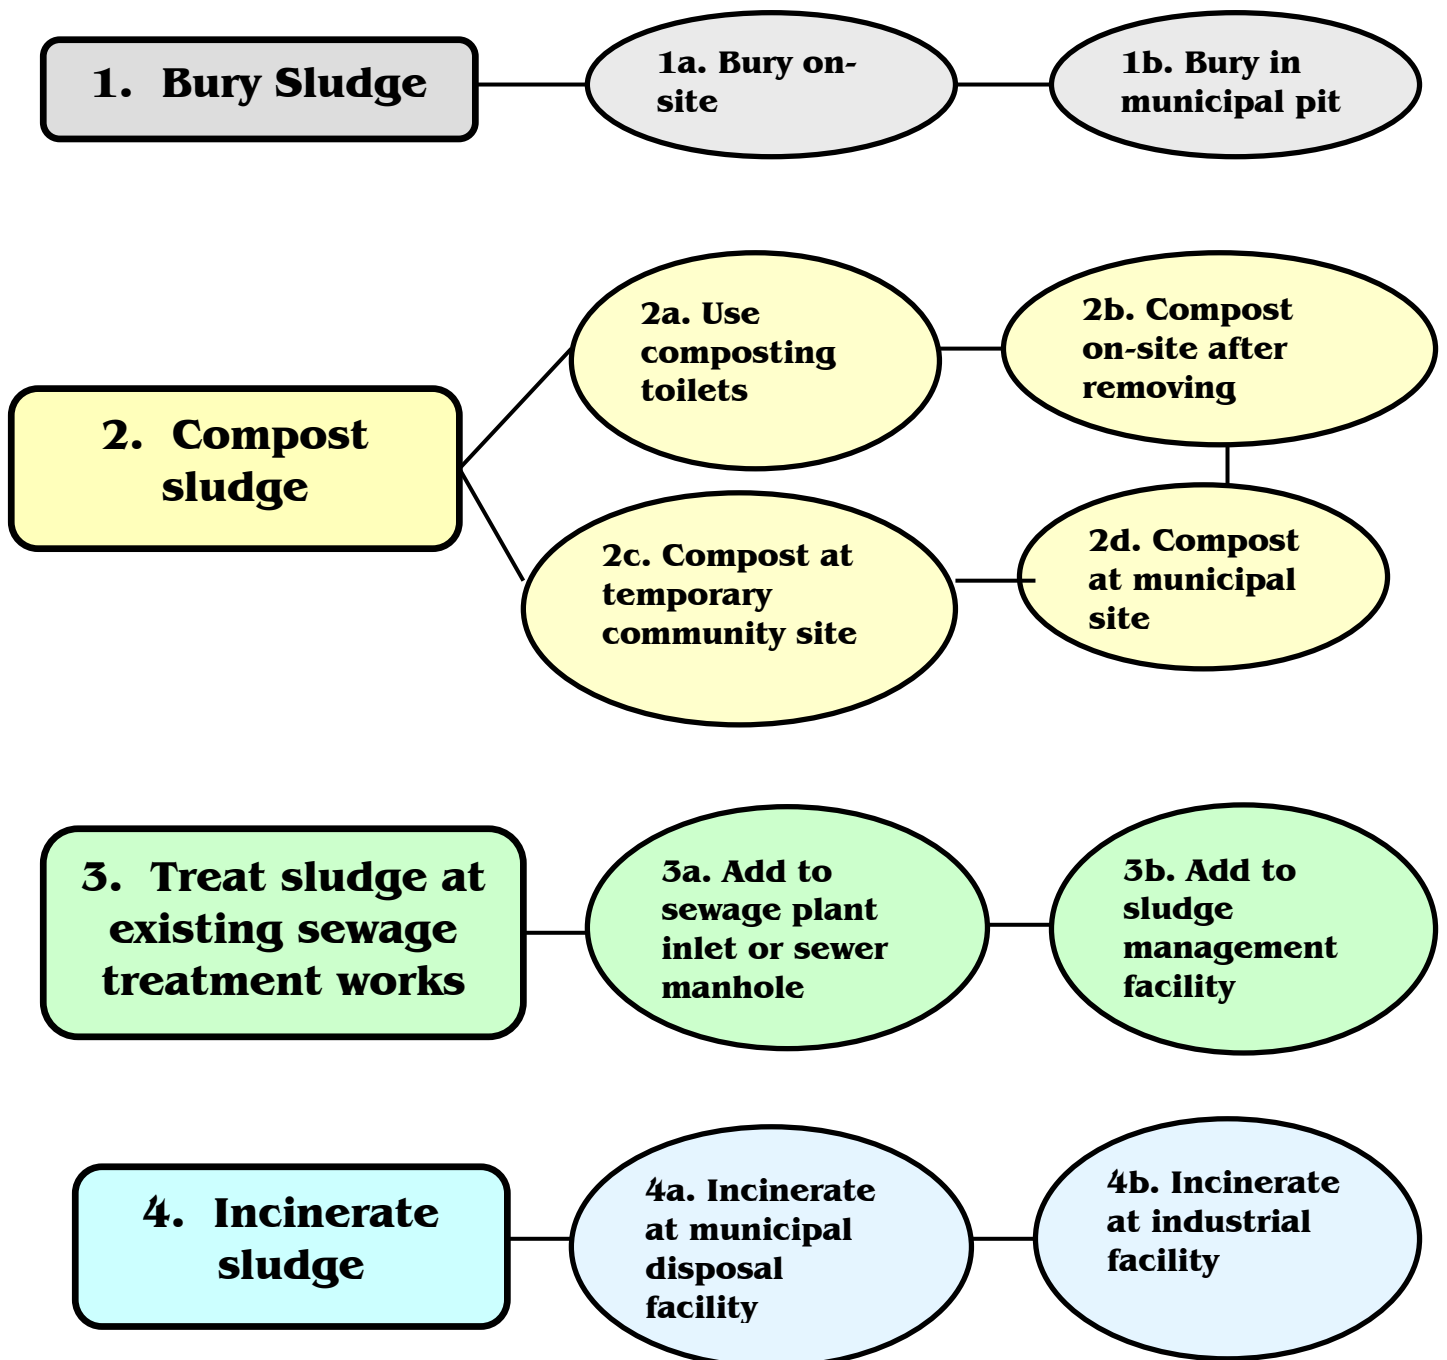 1. Bury Sludge
1a. Bury on-
site
1b. Bury in
municipal pit
2. Compost
sludge
2a. Use
composting
toilets
2b. Compost
on-site after
removing
2c. Compost at
temporary
community site
2d. Compost
at municipal
site
3. Treat sludge at
existing sewage
treatment works
3a. Add to
sewage plant
inlet or sewer
manhole
3b. Add to
sludge
management
facility
4. Incinerate
sludge
4a. Incinerate
at municipal
disposal
facility
4b. Incinerate
at industrial
facility